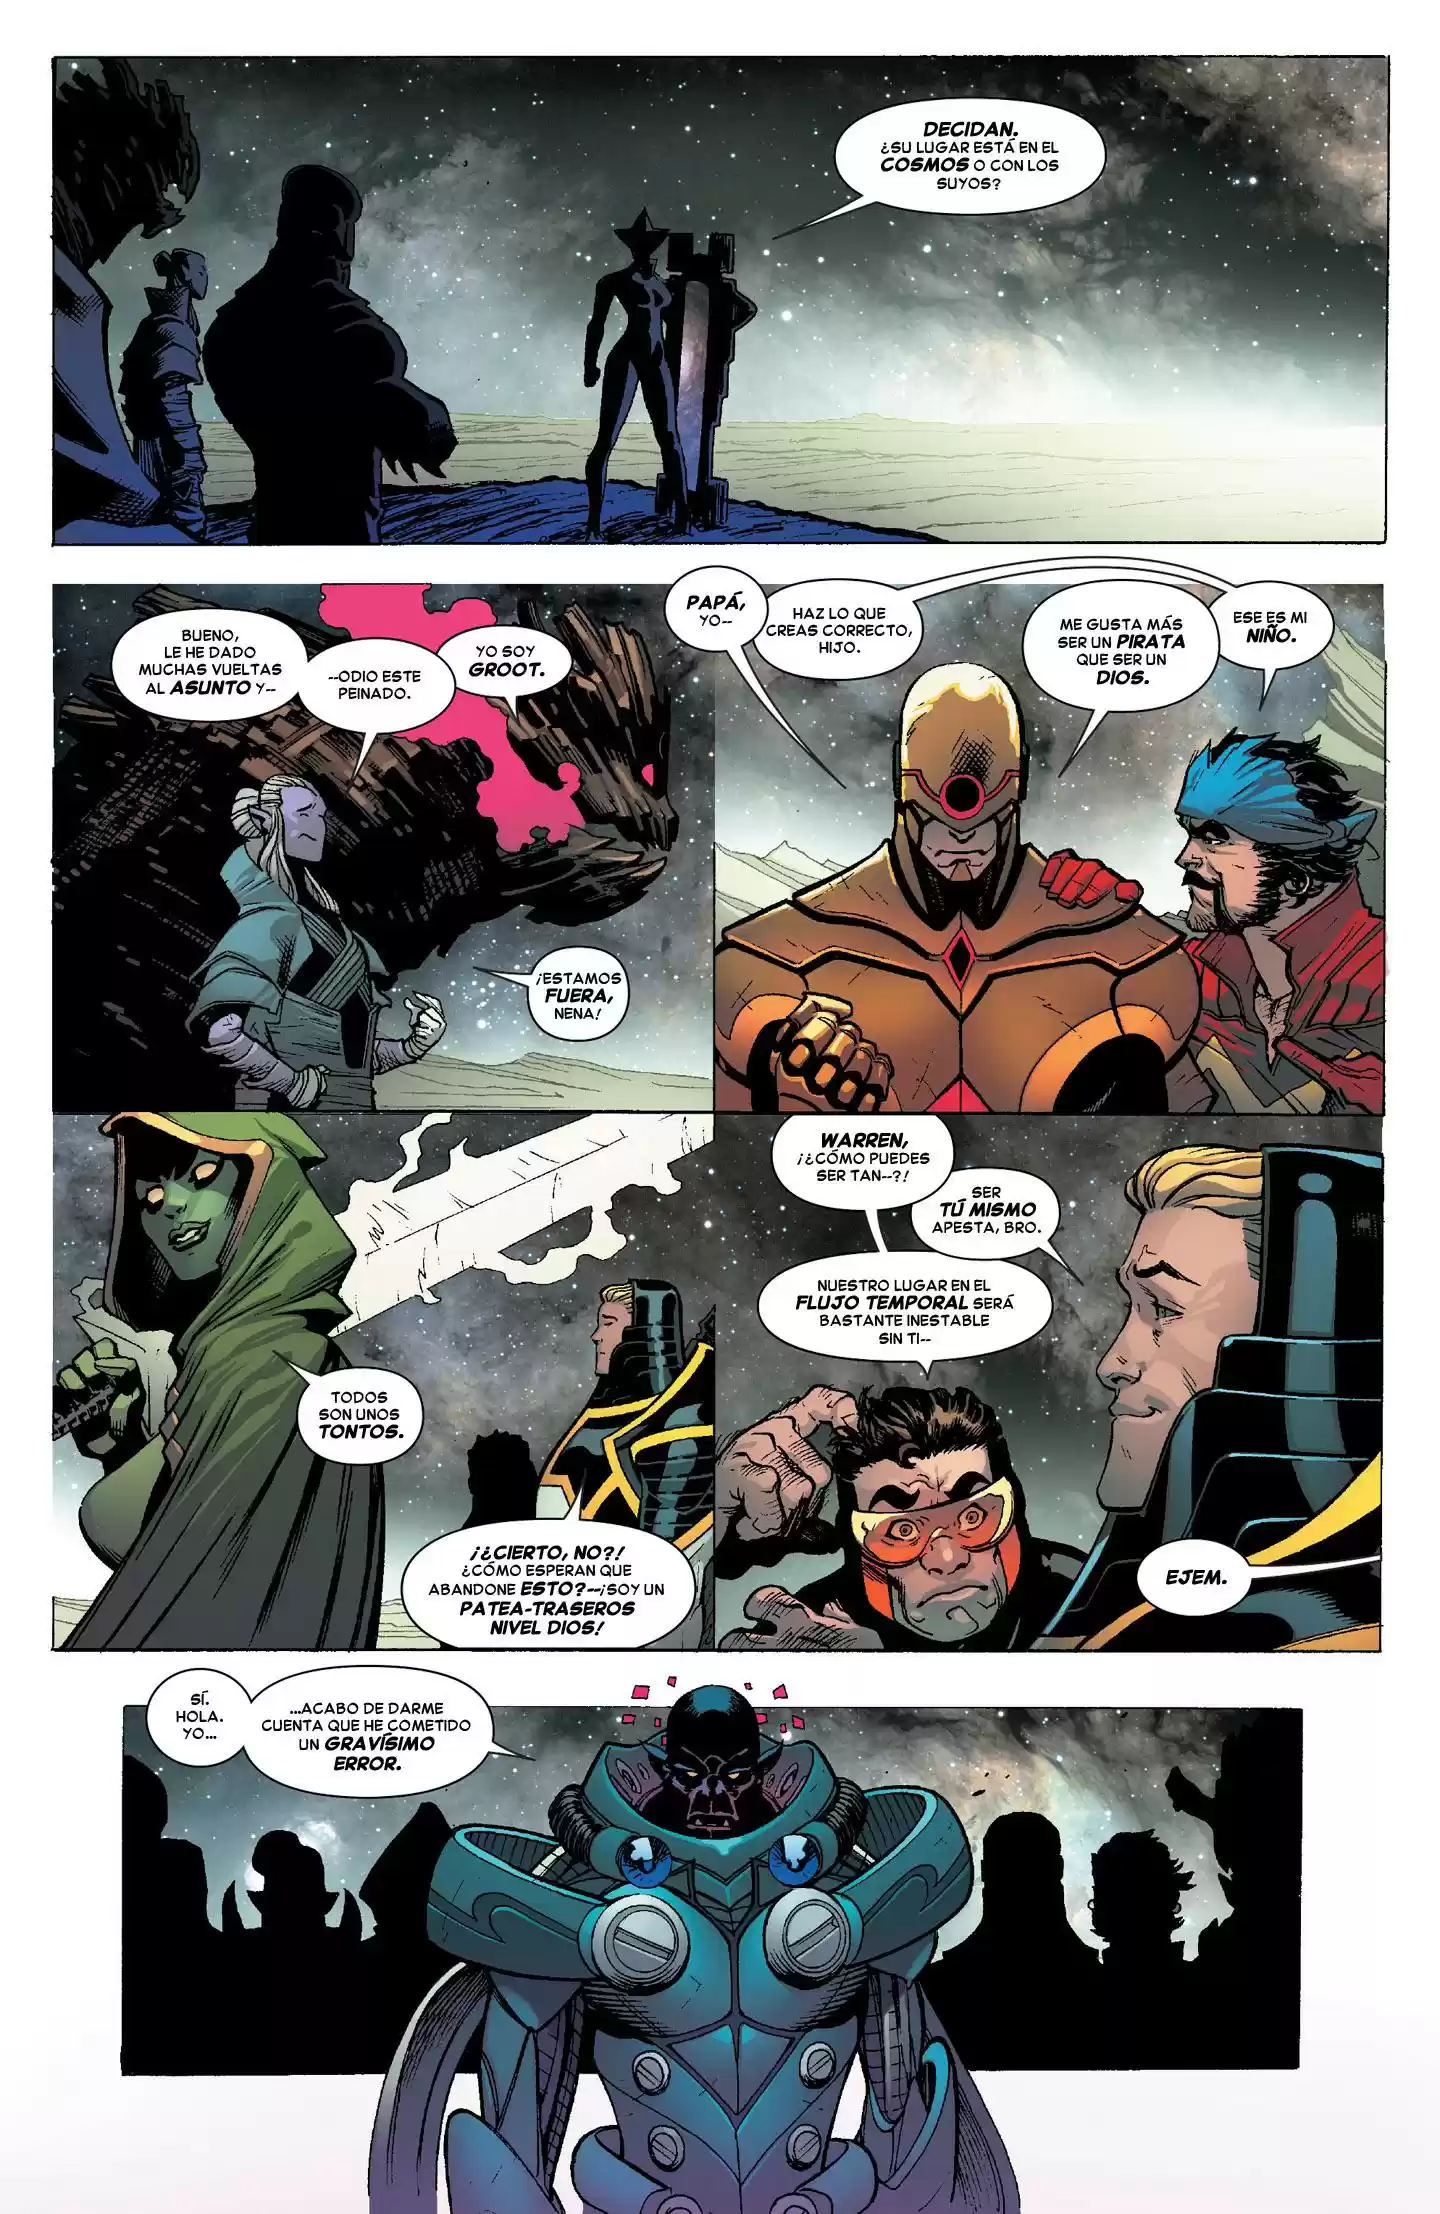 DECIDAN.
¿SU LUGAR ESTÁ EN EL
COSMOS O CON LOS
SUYOS?
BUENO,
LE HE DADO
MUCHAS VUELTAS
AL ASUNTO Y--
--ODIO ESTE
PEINADO.
YO SOY
GROOT.
¡ESTAMOS
FUERA,
NENA!
PAPÁ,
YO--
HAZ LO QUE
CREAS CORRECTO,
HIJO.
ME GUSTA MÁS
SER UN PIRATA
QUE SER UN
DIOS.
ESE ES MI
NIÑO.
TODOS
SON UNOS
TONTOS.
¡¿CIERTO, NO?!
¿CÓMO ESPERAN QUE
ABANDONE ESTO?--¡SOY UN
PATEA-TRASEROS
NIVEL DIOS!
WARREN,
¡¿CÓMO PUEDES
SER TAN--?!
SER
TÚ MISMO
APESTA, BRO.
NUESTRO LUGAR EN EL
FLUJO TEMPORAL SERÁ
BASTANTE INESTABLE
SIN TI--
EJEM.
SÍ.
HOLA.
YO...
...ACABO DE DARME
CUENTA QUE HE COMETIDO
UN GRAVÍSIMO
ERROR.